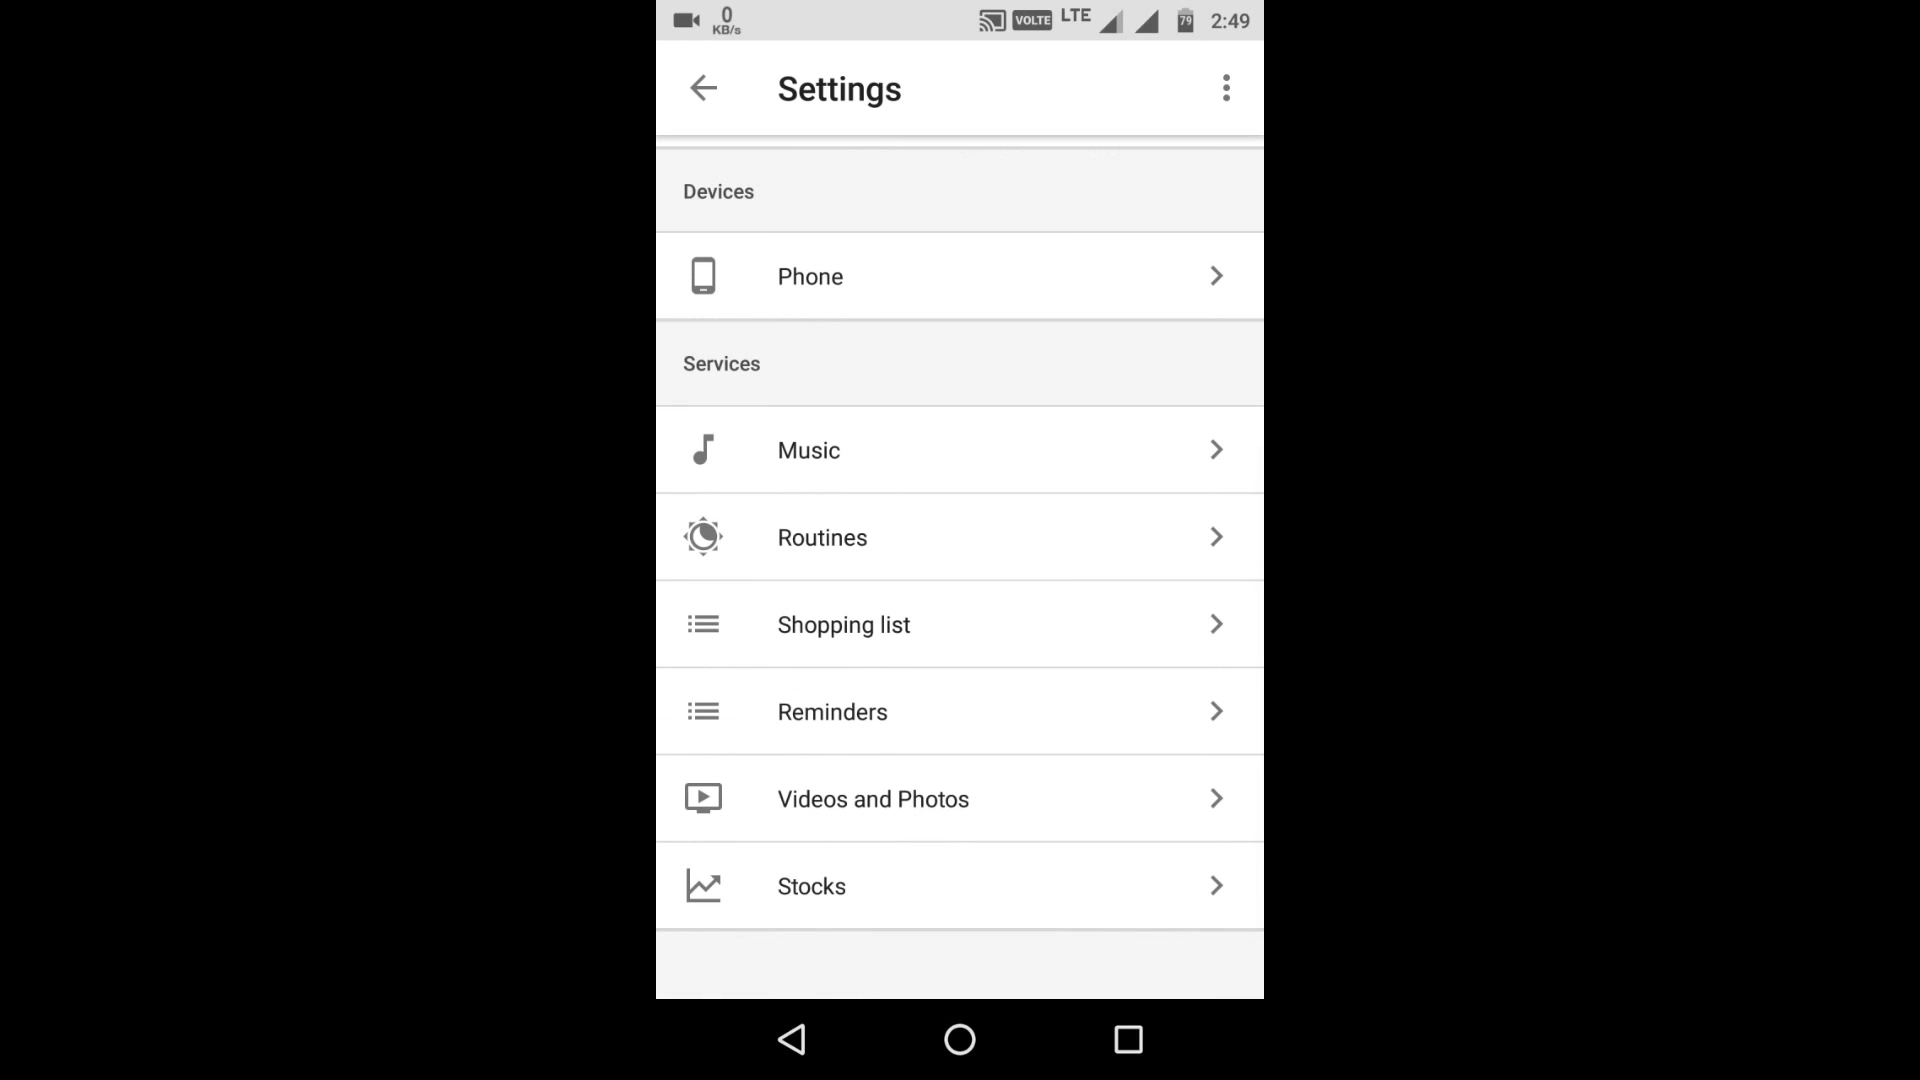 0
KB/s
VOLTE
LTE
79
2:49
Settings
Devices
Phone
Services
Music
Routines
Shopping list
Reminders
Videos and Photos
Stocks